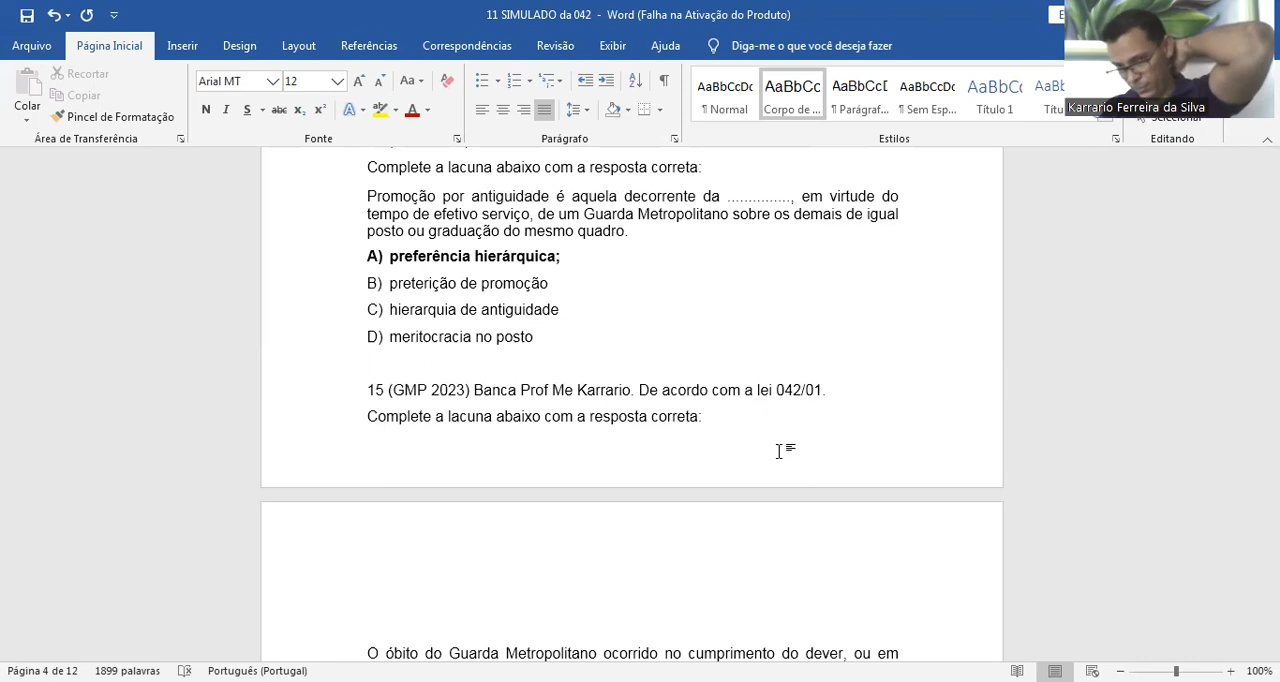 11 SIMULADO da 042 - Word (Falha na Ativação do Produto)
Arquivo Página Inicial Inserir Design Layout Referências Correspondências Revisão Exibir Ajuda Diga-me o que você deseja fazer
Colar
Recortar
Copiar
Pincel de Formatação
Área de Transferência
Arial MT 12
N I S abc x₂ x²
Fonte
Parágrafo
AaBbCcDc AaBbCc AaBbCcD AaBbCcDc AaBbCcD AaBb
¶ Normal Corpo de ... ¶ Parágraf... ¶ Sem Esp... Título 1 Títu
Estilos
Karrario Ferreira da Silva
Selecionar
Editando
Complete a lacuna abaixo com a resposta correta:
Promoção por antiguidade é aquela decorrente da ..............., em virtude do
tempo de efetivo serviço, de um Guarda Metropolitano sobre os demais de igual
posto ou graduação do mesmo quadro.
A) preferência hierárquica;
B) preterição de promoção
C) hierarquia de antiguidade
D) meritocracia no posto
15 (GMP 2023) Banca Prof Me Karrario. De acordo com a lei 042/01.
Complete a lacuna abaixo com a resposta correta:
O óbito do Guarda Metropolitano ocorrido no cumprimento do dever, ou em
Página 4 de 12 1899 palavras Português (Portugal) 100%